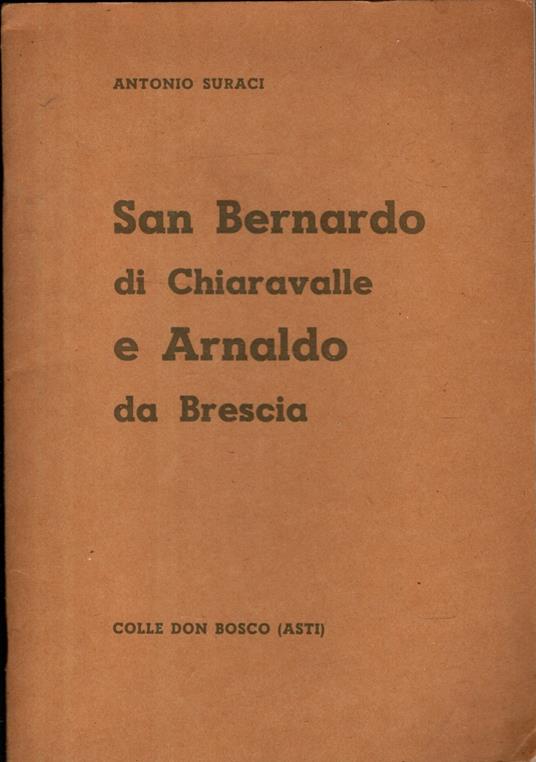 ANTONIO SURACI
San Bernardo
di Chiaravalle
e Arnaldo
da Brescia
COLLE DON BOSCO (ASTI)